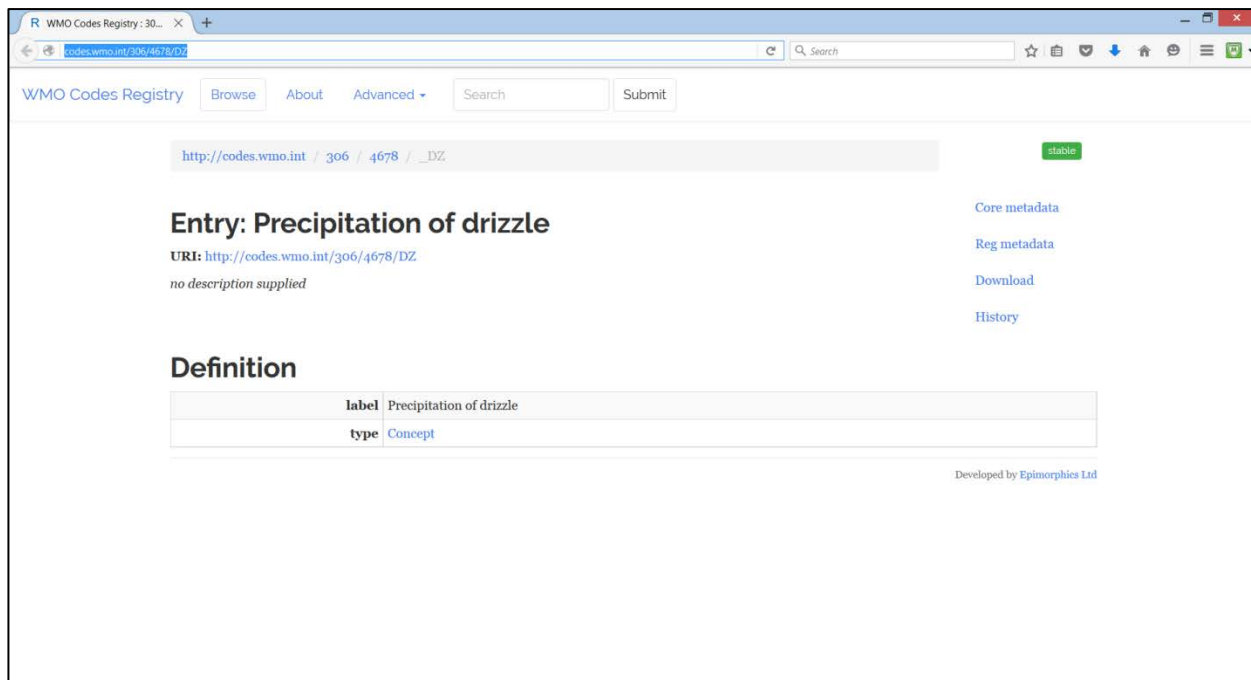 R WMO Codes Registry : 30...
codes.wmo.int/306/4678/DZ
Search
WMO Codes Registry Browse About Advanced Search Submit
http://codes.wmo.int / 306 / 4678 / _DZ
stable
Entry: Precipitation of drizzle
URI: http://codes.wmo.int/306/4678/DZ
no description supplied
Core metadata
Reg metadata
Download
History
Definition
label Precipitation of drizzle
type Concept
Developed by Epimorphics Ltd